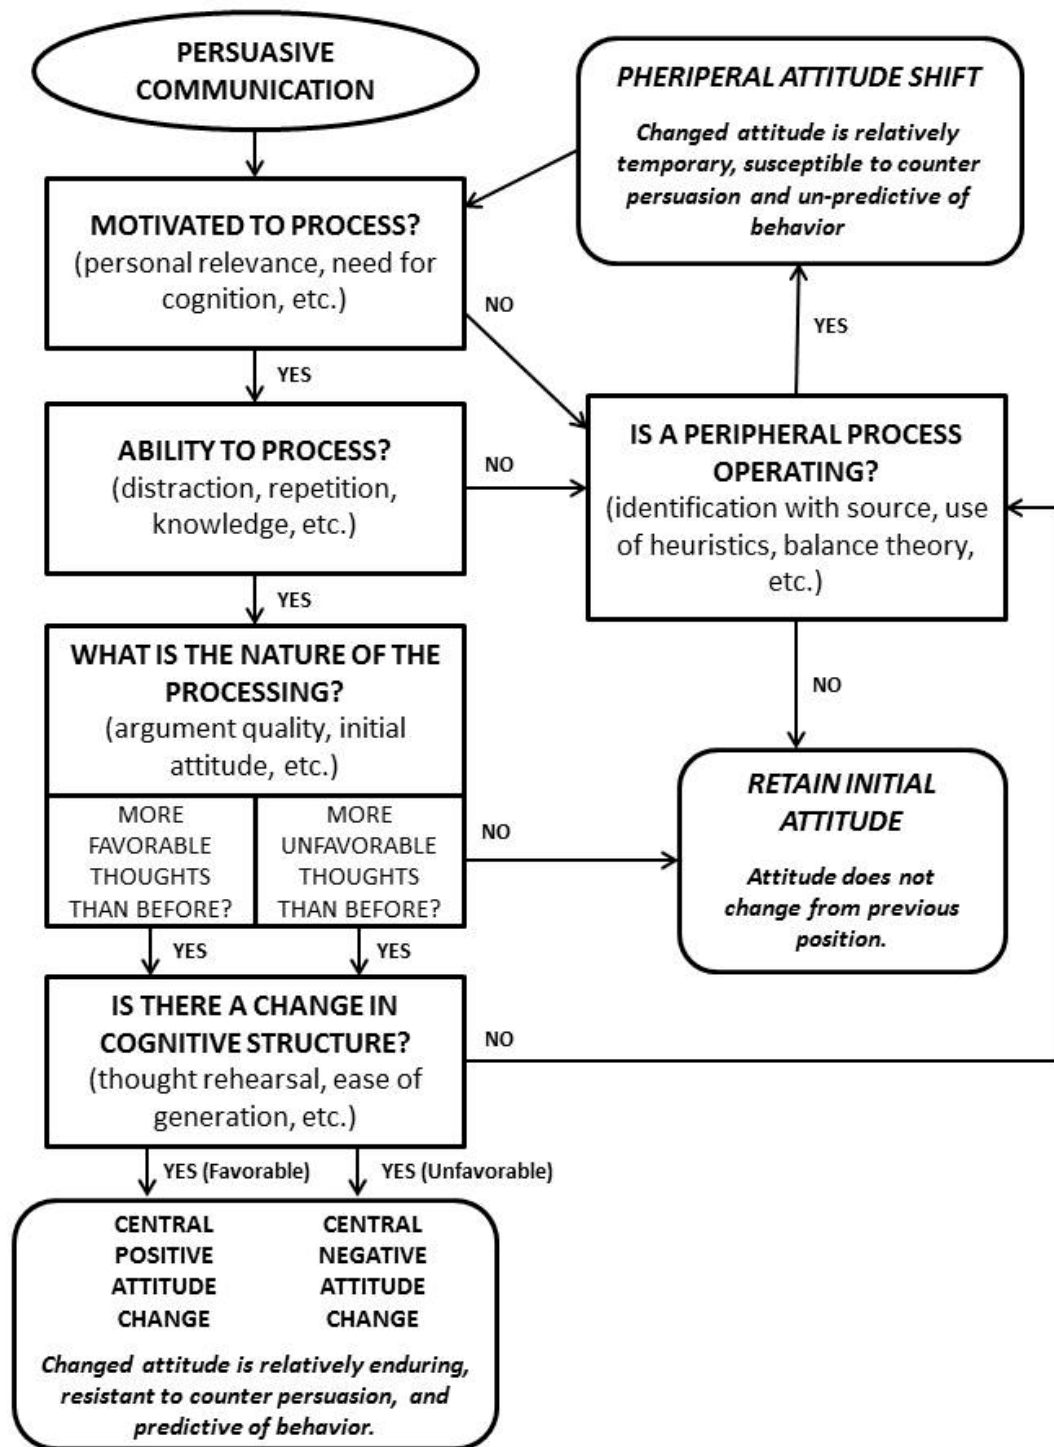 PERSUASIVE
COMMUNICATION
PHERIPERAL ATTITUDE SHIFT
Changed attitude is relatively
temporary, susceptible to counter
persuasion and un-predictive of
behavior
MOTIVATED TO PROCESS?
(personal relevance, need for
cognition, etc.)
NO
YES
YES
ABILITY TO PROCESS?
(distraction, repetition,
knowledge, etc.)
NO
IS A PERIPHERAL PROCESS
OPERATING?
(identification with source, use
of heuristics, balance theory,
etc.)
YES
NO
WHAT IS THE NATURE OF THE
PROCESSING?
(argument quality, initial
attitude, etc.)
MORE
FAVORABLE
THOUGHTS
THAN BEFORE?
MORE
UNFAVORABLE
THOUGHTS
THAN BEFORE?
NO
RETAIN INITIAL
ATTITUDE
Attitude does not
change from previous
position.
YES
YES
IS THERE A CHANGE IN
COGNITIVE STRUCTURE?
(thought rehearsal, ease of
generation, etc.)
NO
YES (Favorable)
YES (Unfavorable)
CENTRAL
POSITIVE
ATTITUDE
CHANGE
CENTRAL
NEGATIVE
ATTITUDE
CHANGE
Changed attitude is relatively enduring,
resistant to counter persuasion, and
predictive of behavior.